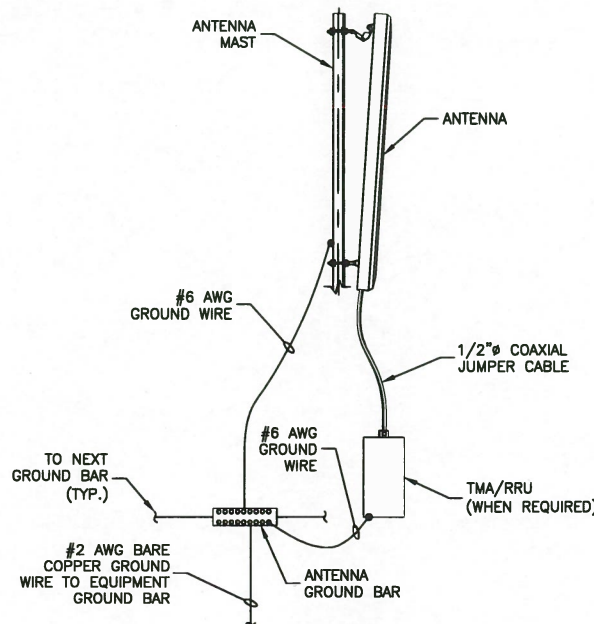 ANTENNA
MAST
ANTENNA
#6 AWG
GROUND WIRE
1/2"ø COAXIAL
JUMPER CABLE
#6 AWG
GROUND
WIRE
TO NEXT
GROUND BAR
(TYP.)
TMA/RRU
(WHEN REQUIRED)
#2 AWG BARE
COPPER GROUND
WIRE TO EQUIPMENT
GROUND BAR
ANTENNA
GROUND BAR